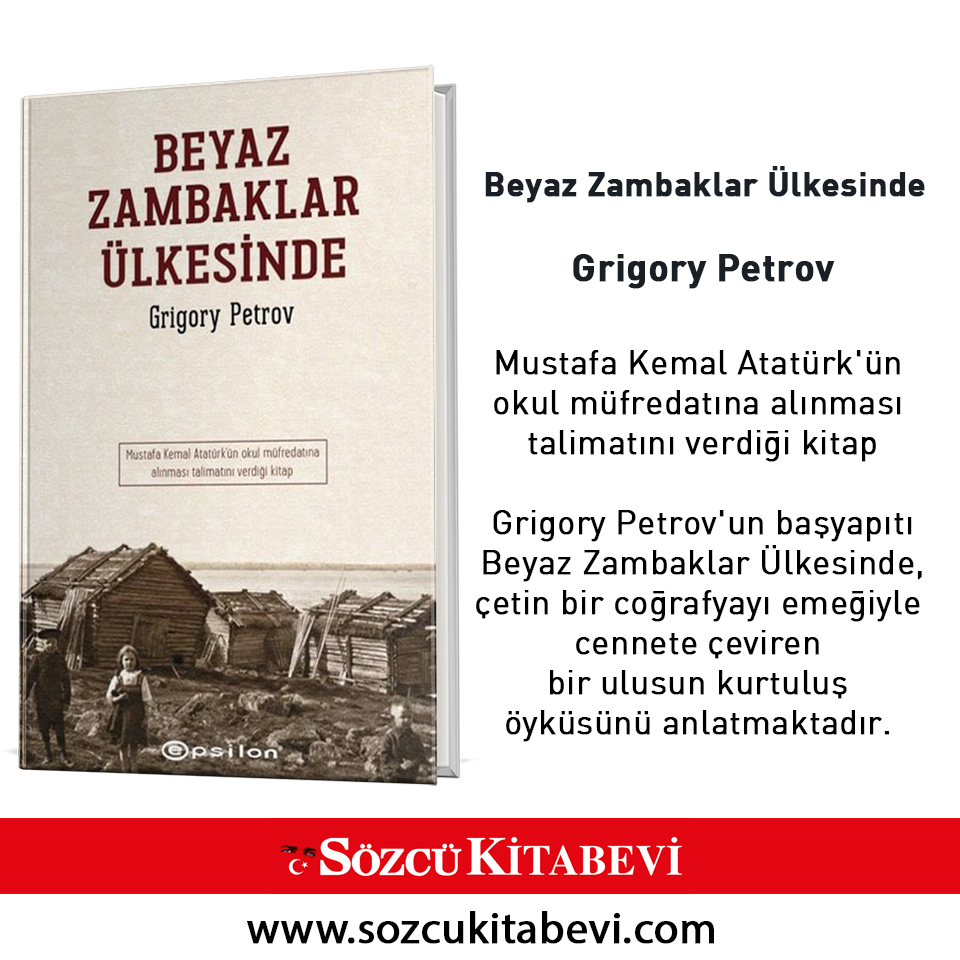 BEYAZ
ZAMBAKLAR
ÜLKESİNDE
Grigory Petrov
Mustafa Kemal Atatürk'ün okul müfredatına
alınması talimatını verdiği kitap
epsilon
Beyaz Zambaklar Ülkesinde
Grigory Petrov
Mustafa Kemal Atatürk'ün
okul müfredatına alınması
talimatını verdiği kitap
Grigory Petrov'un başyapıtı
Beyaz Zambaklar Ülkesinde,
çetin bir coğrafyayı emeğiyle
cennete çeviren
bir ulusun kurtuluş
öyküsünü anlatmaktadır.
SÖZCÜ KİTABEVİ
www.sozcukitabevi.com